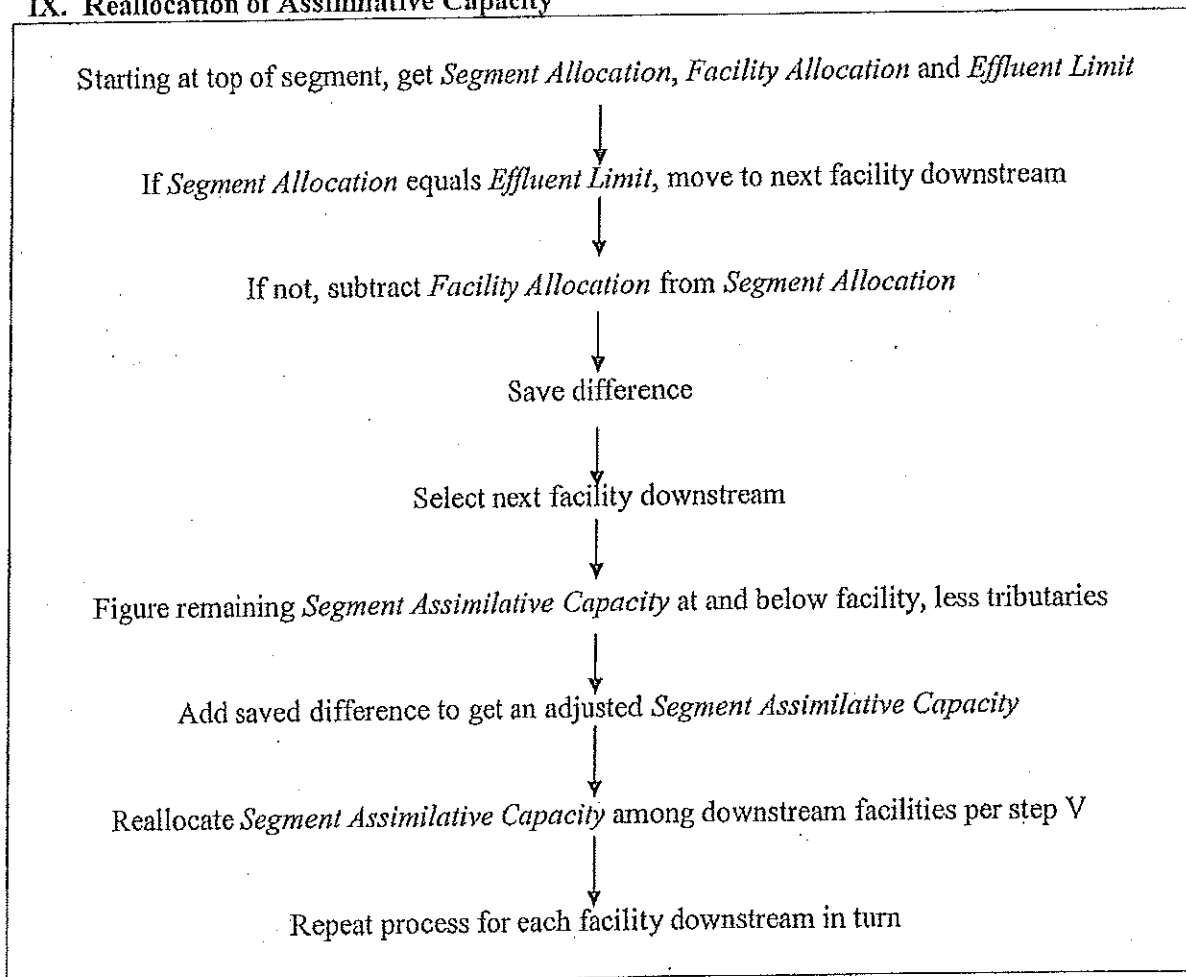 IX. Reallocation of Assimilative Capacity
Starting at top of segment, get Segment Allocation, Facility Allocation and Effluent Limit
If Segment Allocation equals Effluent Limit, move to next facility downstream
If not, subtract Facility Allocation from Segment Allocation
Save difference
Select next facility downstream
Figure remaining Segment Assimilative Capacity at and below facility, less tributaries
Add saved difference to get an adjusted Segment Assimilative Capacity
Reallocate Segment Assimilative Capacity among downstream facilities per step V
Repeat process for each facility downstream in turn